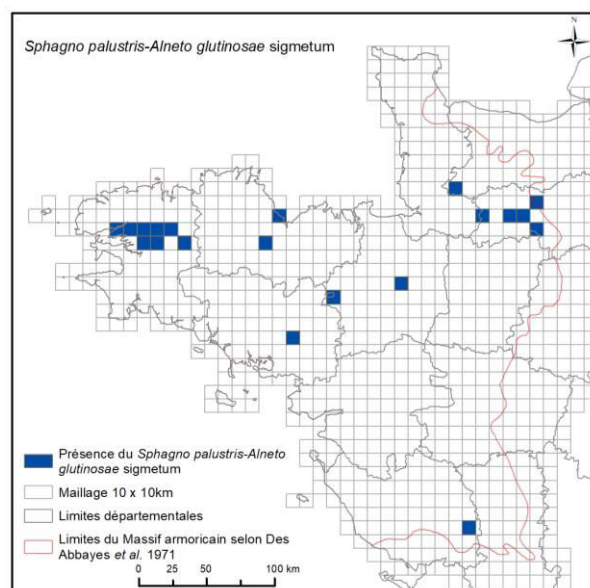 N
Sphagno palustris-Alneto glutinosae sigmetum
Présence du Sphagno palustris-Alneto
glutinosae sigmetum
Maillage 10 x 10km
Limites départementales
Limites du Massif armoricain selon Des
Abbayes et al. 1971
0 25 50 100 km